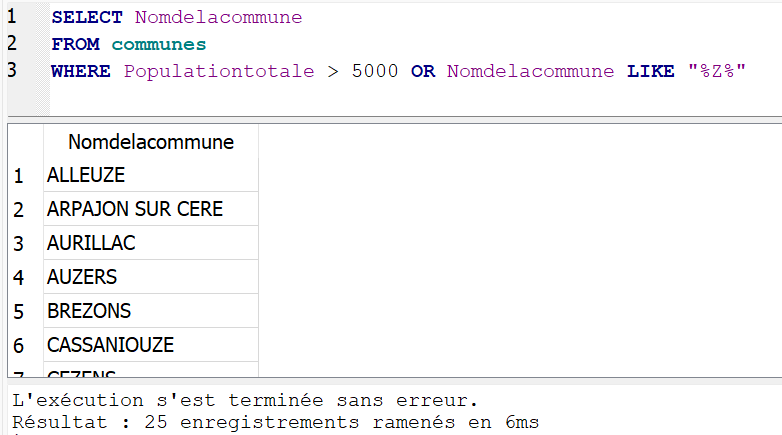 1 SELECT Nomdelacommune
2 FROM communes
3 WHERE Populationtotale > 5000 OR Nomdelacommune LIKE "%Z%"
Nomdelacommune
1 ALLEUZE
2 ARPAJON SUR CERE
3 AURILLAC
4 AUZERS
5 BREZONS
6 CASSANIOUZE
7 CEZENS
L'exécution s'est terminée sans erreur.
Résultat : 25 enregistrements ramenés en 6ms